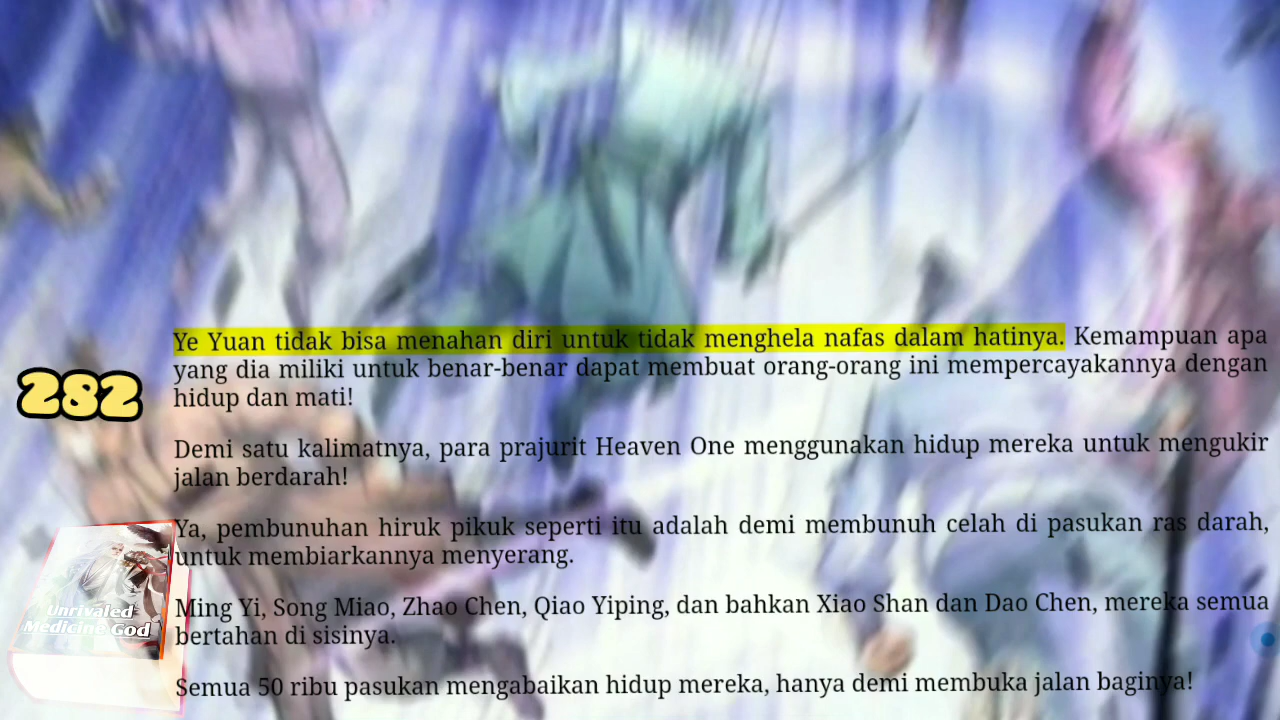 Ye Yuan tidak bisa menahan diri untuk tidak menghela nafas dalam hatinya. Kemampuan apa
yang dia miliki untuk benar-benar dapat membuat orang-orang ini mempercayakannya dengan
hidup dan mati!
282
Demi satu kalimatnya, para prajurit Heaven One menggunakan hidup mereka untuk mengukir
jalan berdarah!
Ya, pembunuhan hiruk pikuk seperti itu adalah demi membunuh celah di pasukan ras darah,
untuk membiarkannya menyerang.
Ming Yi, Song Miao, Zhao Chen, Qiao Yiping, dan bahkan Xiao Shan dan Dao Chen, mereka semua
bertahan di sisinya.
Unrivaled
Medicine God
Semua 50 ribu pasukan mengabaikan hidup mereka, hanya demi membuka jalan baginya!